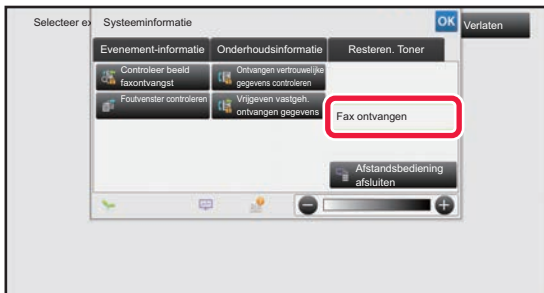 Selecteer ex
Systeeminformatie
OK
Verlaten
Evenement-informatie
Onderhoudsinformatie
Resteren. Toner
Controleer beeld
faxontvangst
Ontvangen vertrouwelijke
gegevens controleren
Foutvenster controleren
Vrijgeven vastgeh.
ontvangen gegevens
Fax ontvangen
Afstandsbediening
afsluiten